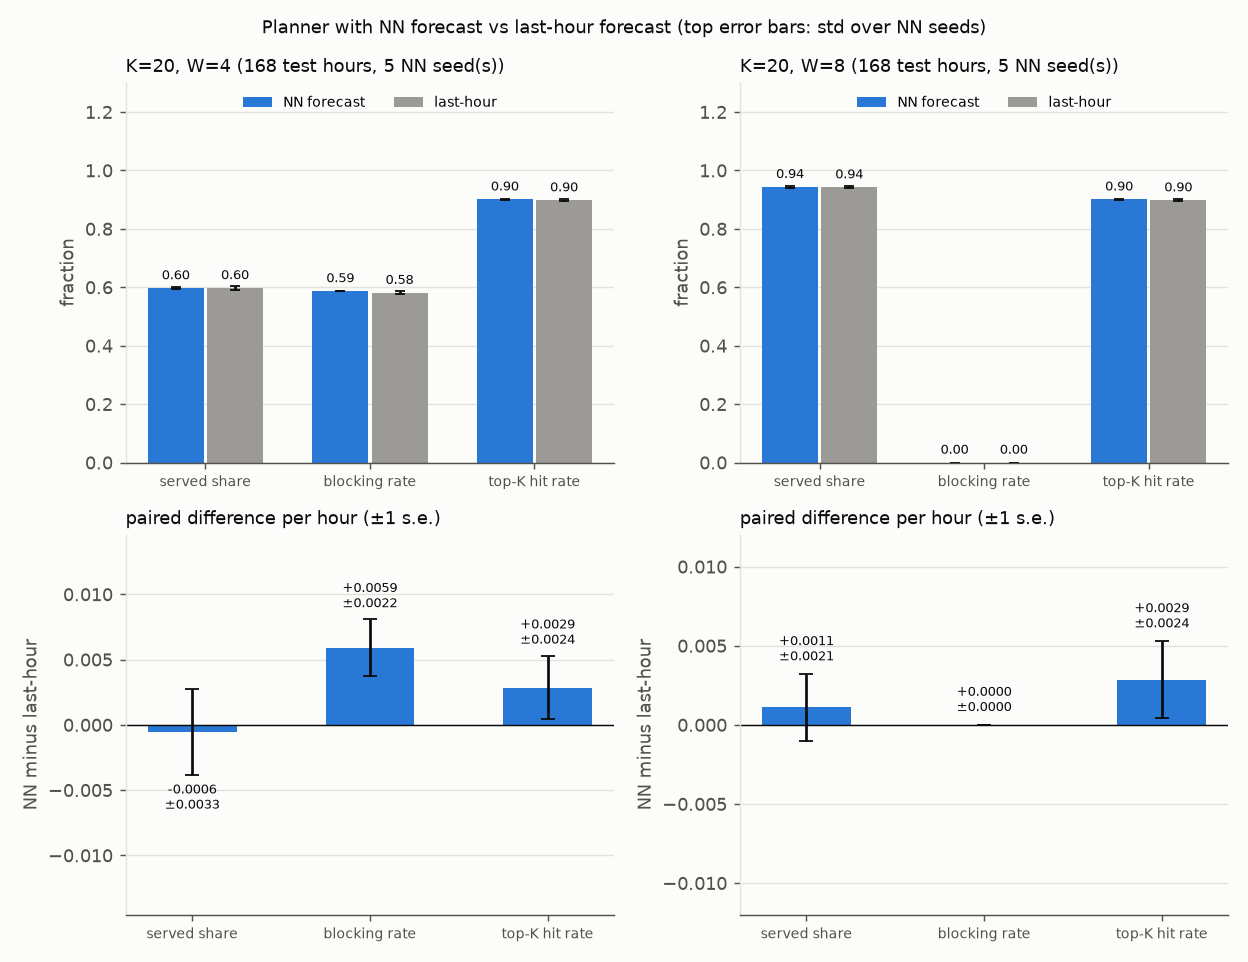 Planner with NN forecast vs last-hour forecast (top error bars: std over NN seeds)
K=20, W=4 (168 test hours, 5 NN seed(s))
NN forecast
last-hour
fraction
1.2
1.0
0.8
0.6
0.4
0.2
0.0
0.60
0.60
0.59
0.58
0.90
0.90
served share
blocking rate
top-K hit rate
K=20, W=8 (168 test hours, 5 NN seed(s))
NN forecast
last-hour
fraction
1.2
1.0
0.8
0.6
0.4
0.2
0.0
0.94
0.94
0.00
0.00
0.90
0.90
served share
blocking rate
top-K hit rate
paired difference per hour (±1 s.e.)
NN minus last-hour
0.010
0.005
0.000
−0.005
−0.010
-0.0006
±0.0033
+0.0059
±0.0022
+0.0029
±0.0024
served share
blocking rate
top-K hit rate
paired difference per hour (±1 s.e.)
NN minus last-hour
0.010
0.005
0.000
−0.005
−0.010
+0.0011
±0.0021
+0.0000
±0.0000
+0.0029
±0.0024
served share
blocking rate
top-K hit rate